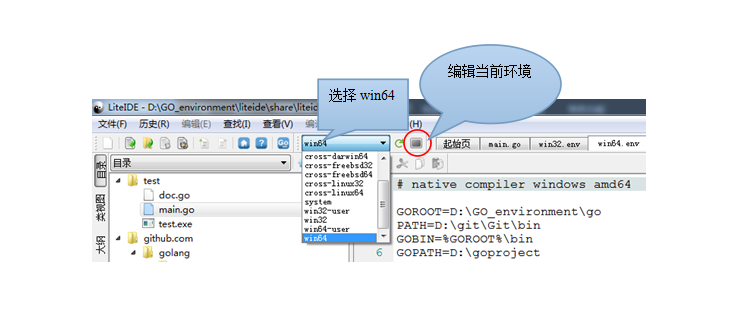 编辑当前环境
选择 win64
LiteIDE - D:\GO_environment\liteide\share\liteid
文件(F) 历史(R) 编辑(E) 查找(I) 查看(V) (H)
win64
起始页 main.go win32.env win64.env
目录
类视图
大纲
目录
test
doc.go
main.go
test.exe
github.com
golang
cross-darwin64
cross-freebsd32
cross-freebsd64
cross-linux32
cross-linux64
system
win32-user
win32
win64-user
win64
# native compiler windows amd64
GOROOT=D:\GO_environment\go
PATH=D:\git\Git\bin
GOBIN=%GOROOT%\bin
6 GOPATH=D:\goproject